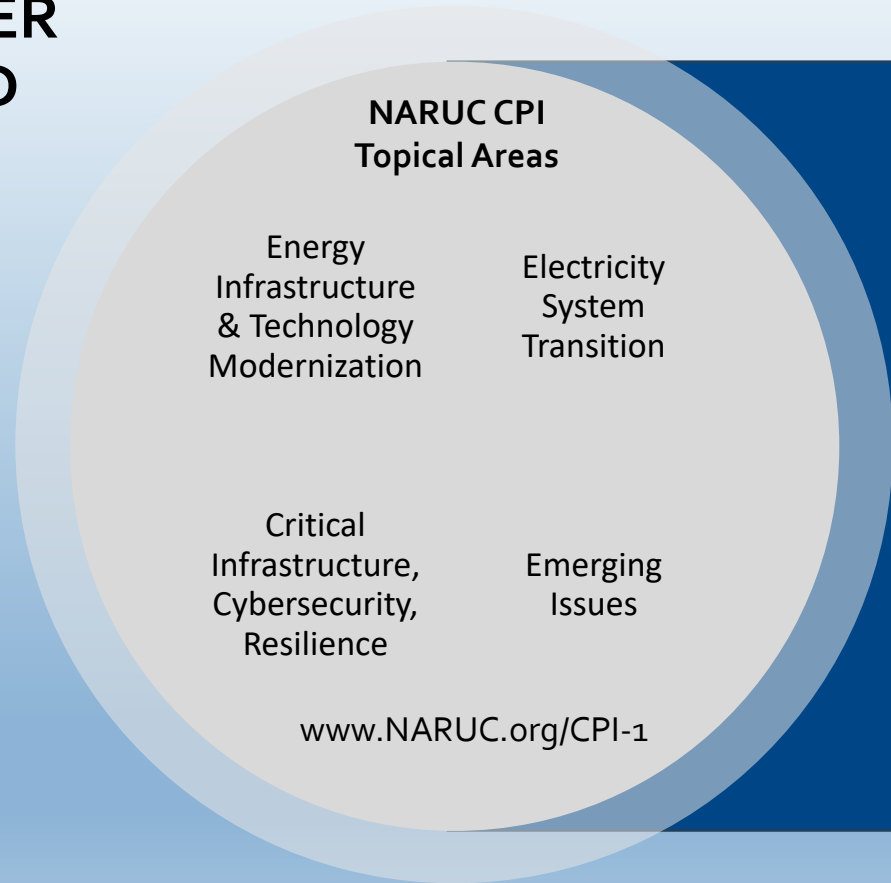 ER
D
NARUC CPI
Topical Areas
Energy
Infrastructure
& Technology
Modernization
Electricity
System
Transition
Critical
Infrastructure,
Cybersecurity,
Resilience
Emerging
Issues
www.NARUC.org/CPI-1